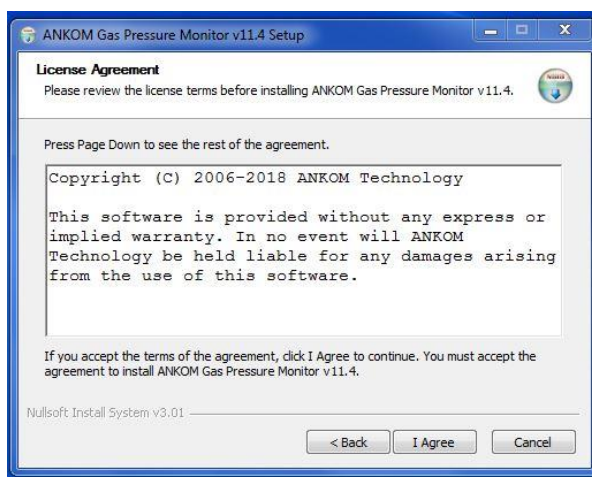 ANKOM Gas Pressure Monitor v11.4 Setup
License Agreement
Please review the license terms before installing ANKOM Gas Pressure Monitor v11.4.
Press Page Down to see the rest of the agreement.
Copyright (C) 2006-2018 ANKOM Technology
This software is provided without any express or
implied warranty. In no event will ANKOM
Technology be held liable for any damages arising
from the use of this software.
If you accept the terms of the agreement, click I Agree to continue. You must accept the
agreement to install ANKOM Gas Pressure Monitor v11.4.
Nullsoft Install System v3.01
< Back I Agree Cancel